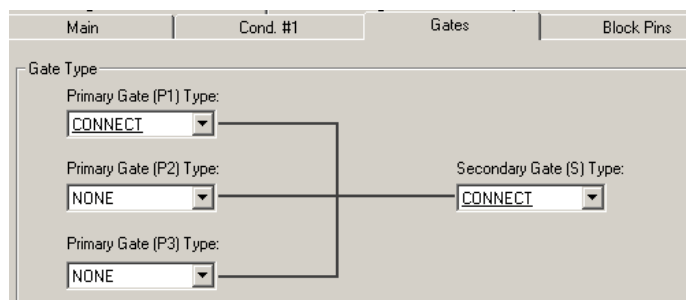 Main Cond. #1 Gates Block Pins
Gate Type
Primary Gate (P1) Type:
CONNECT
Primary Gate (P2) Type:
NONE
Secondary Gate (S) Type:
CONNECT
Primary Gate (P3) Type:
NONE